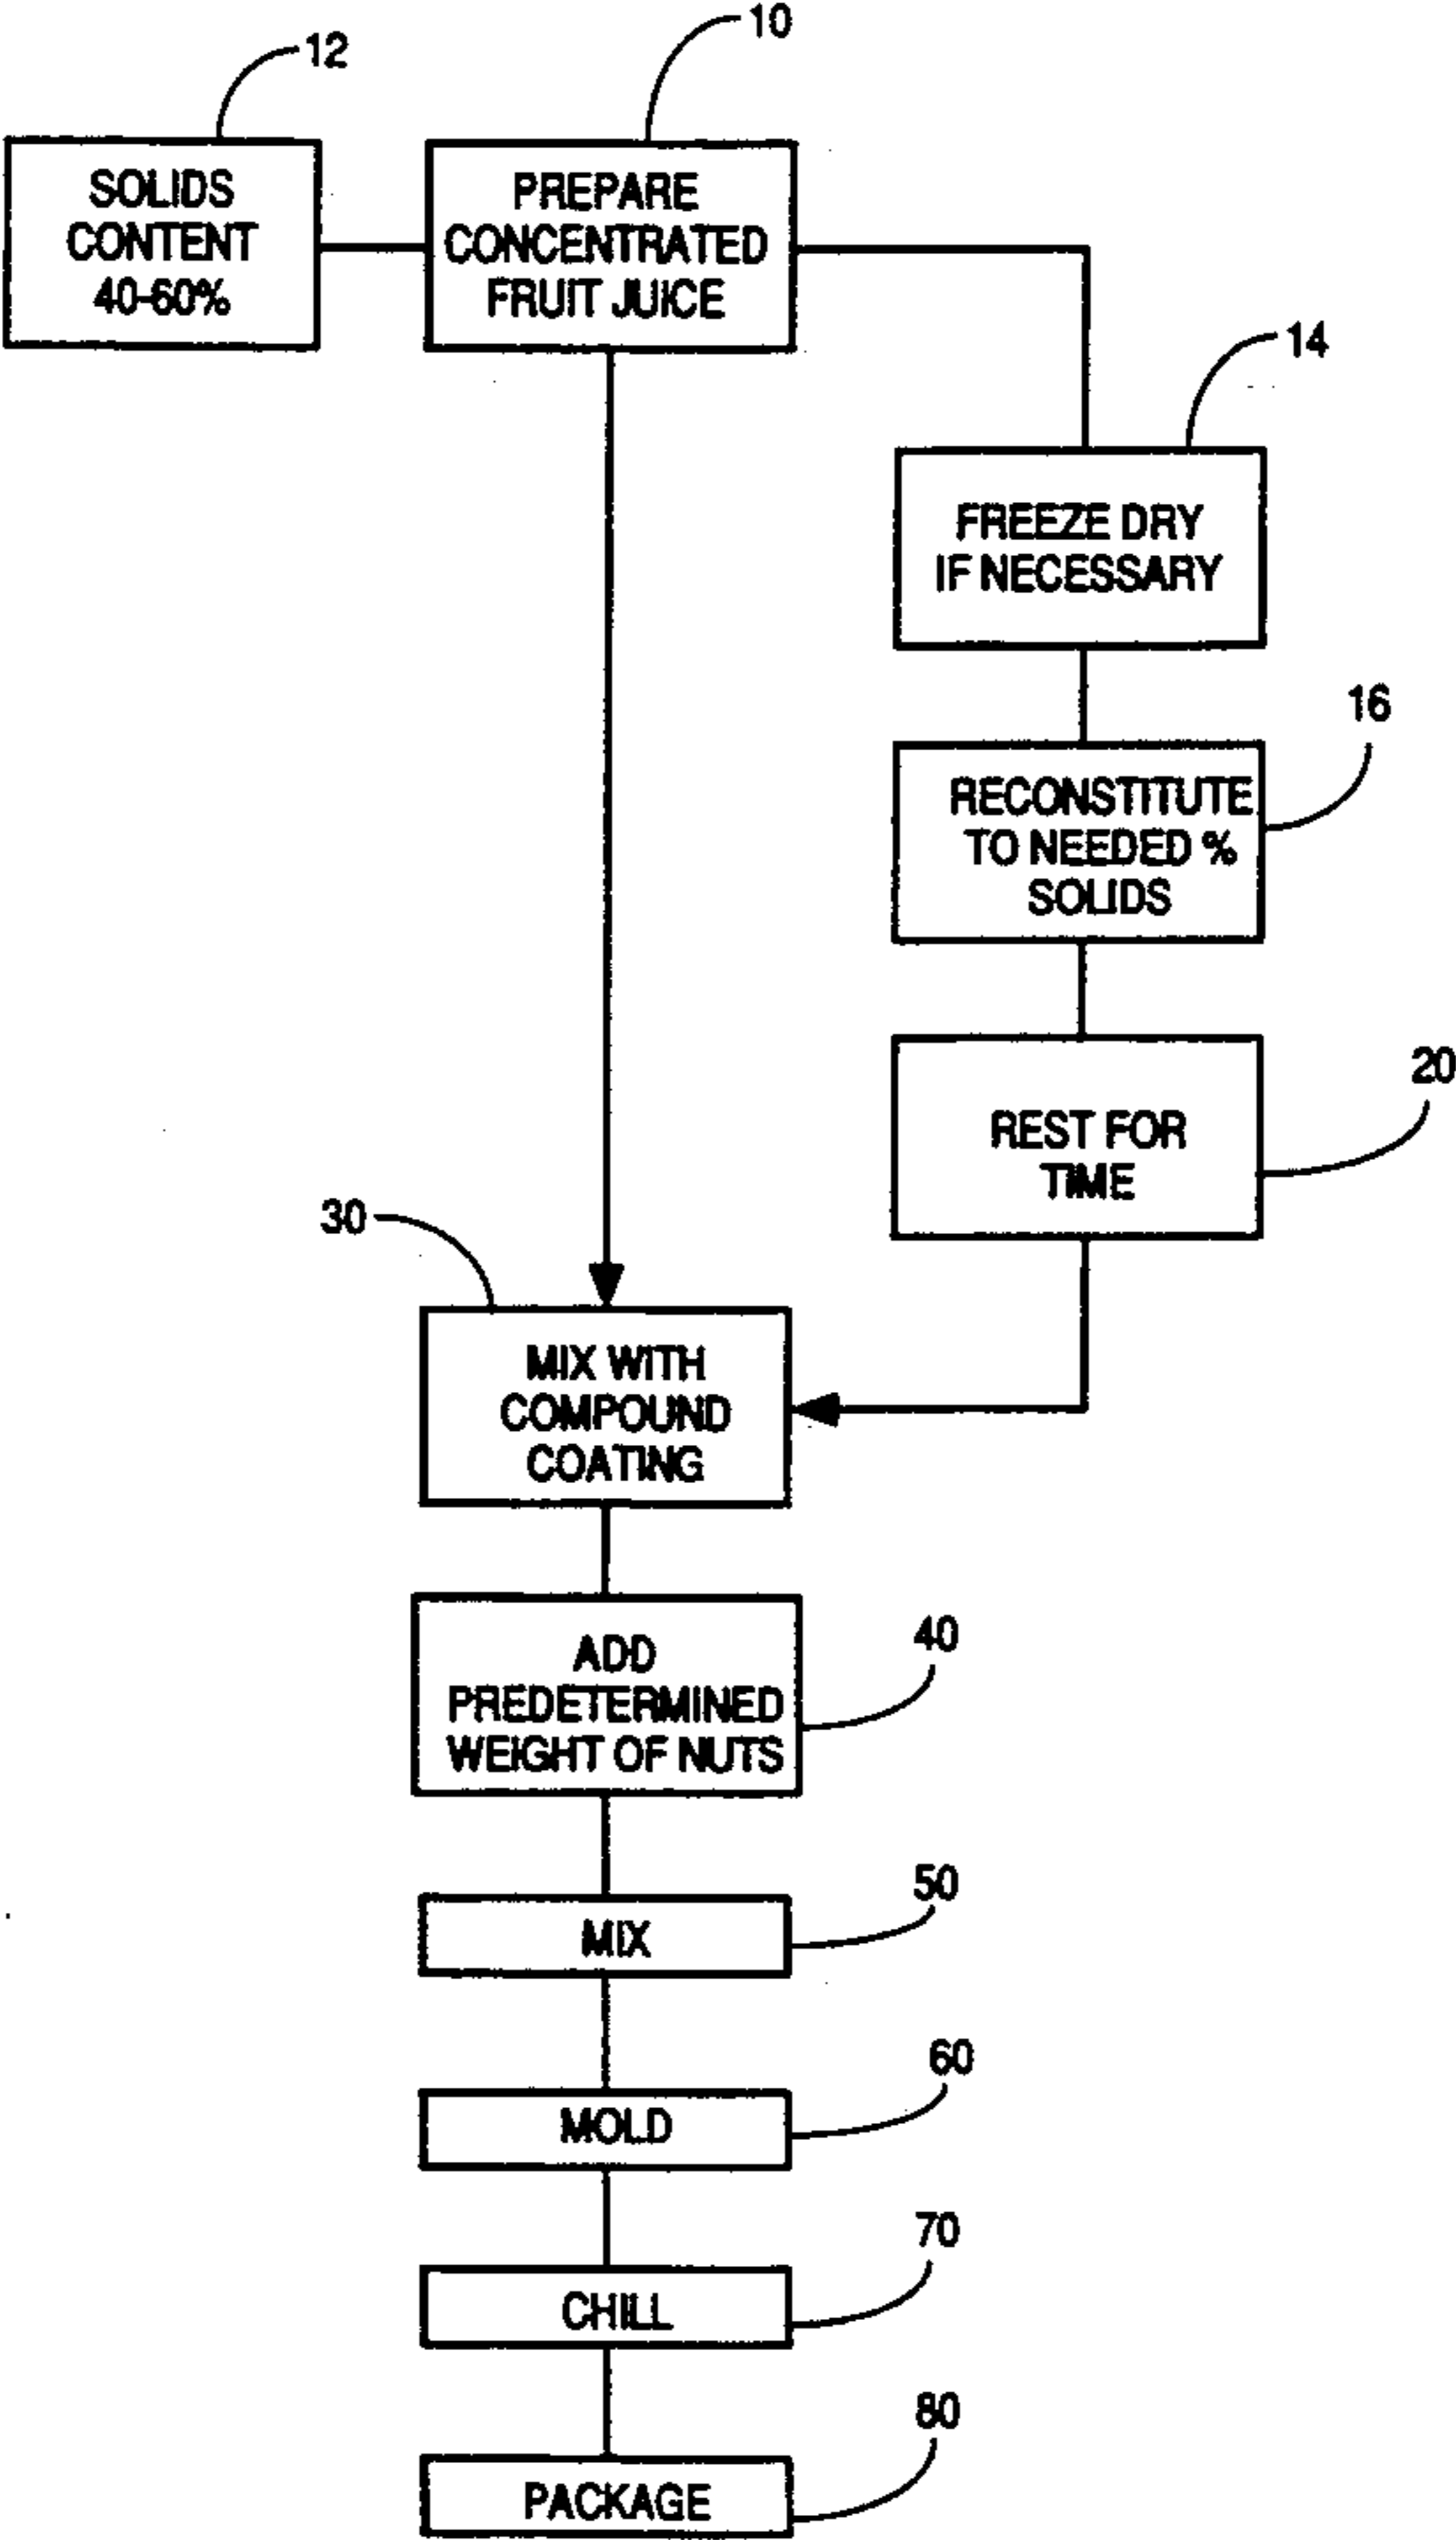 10
12
SOLIDS
CONTENT
40-60%
PREPARE
CONCENTRATED
FRUIT JUICE
14
FREEZE DRY
IF NECESSARY
16
RECONSTITUTE
TO NEEDED %
SOLIDS
20
REST FOR
TIME
30
MIX WITH
COMPOUND
COATING
40
ADD
PREDETERMINED
WEIGHT OF NUTS
50
MIX
60
MOLD
70
CHILL
80
PACKAGE